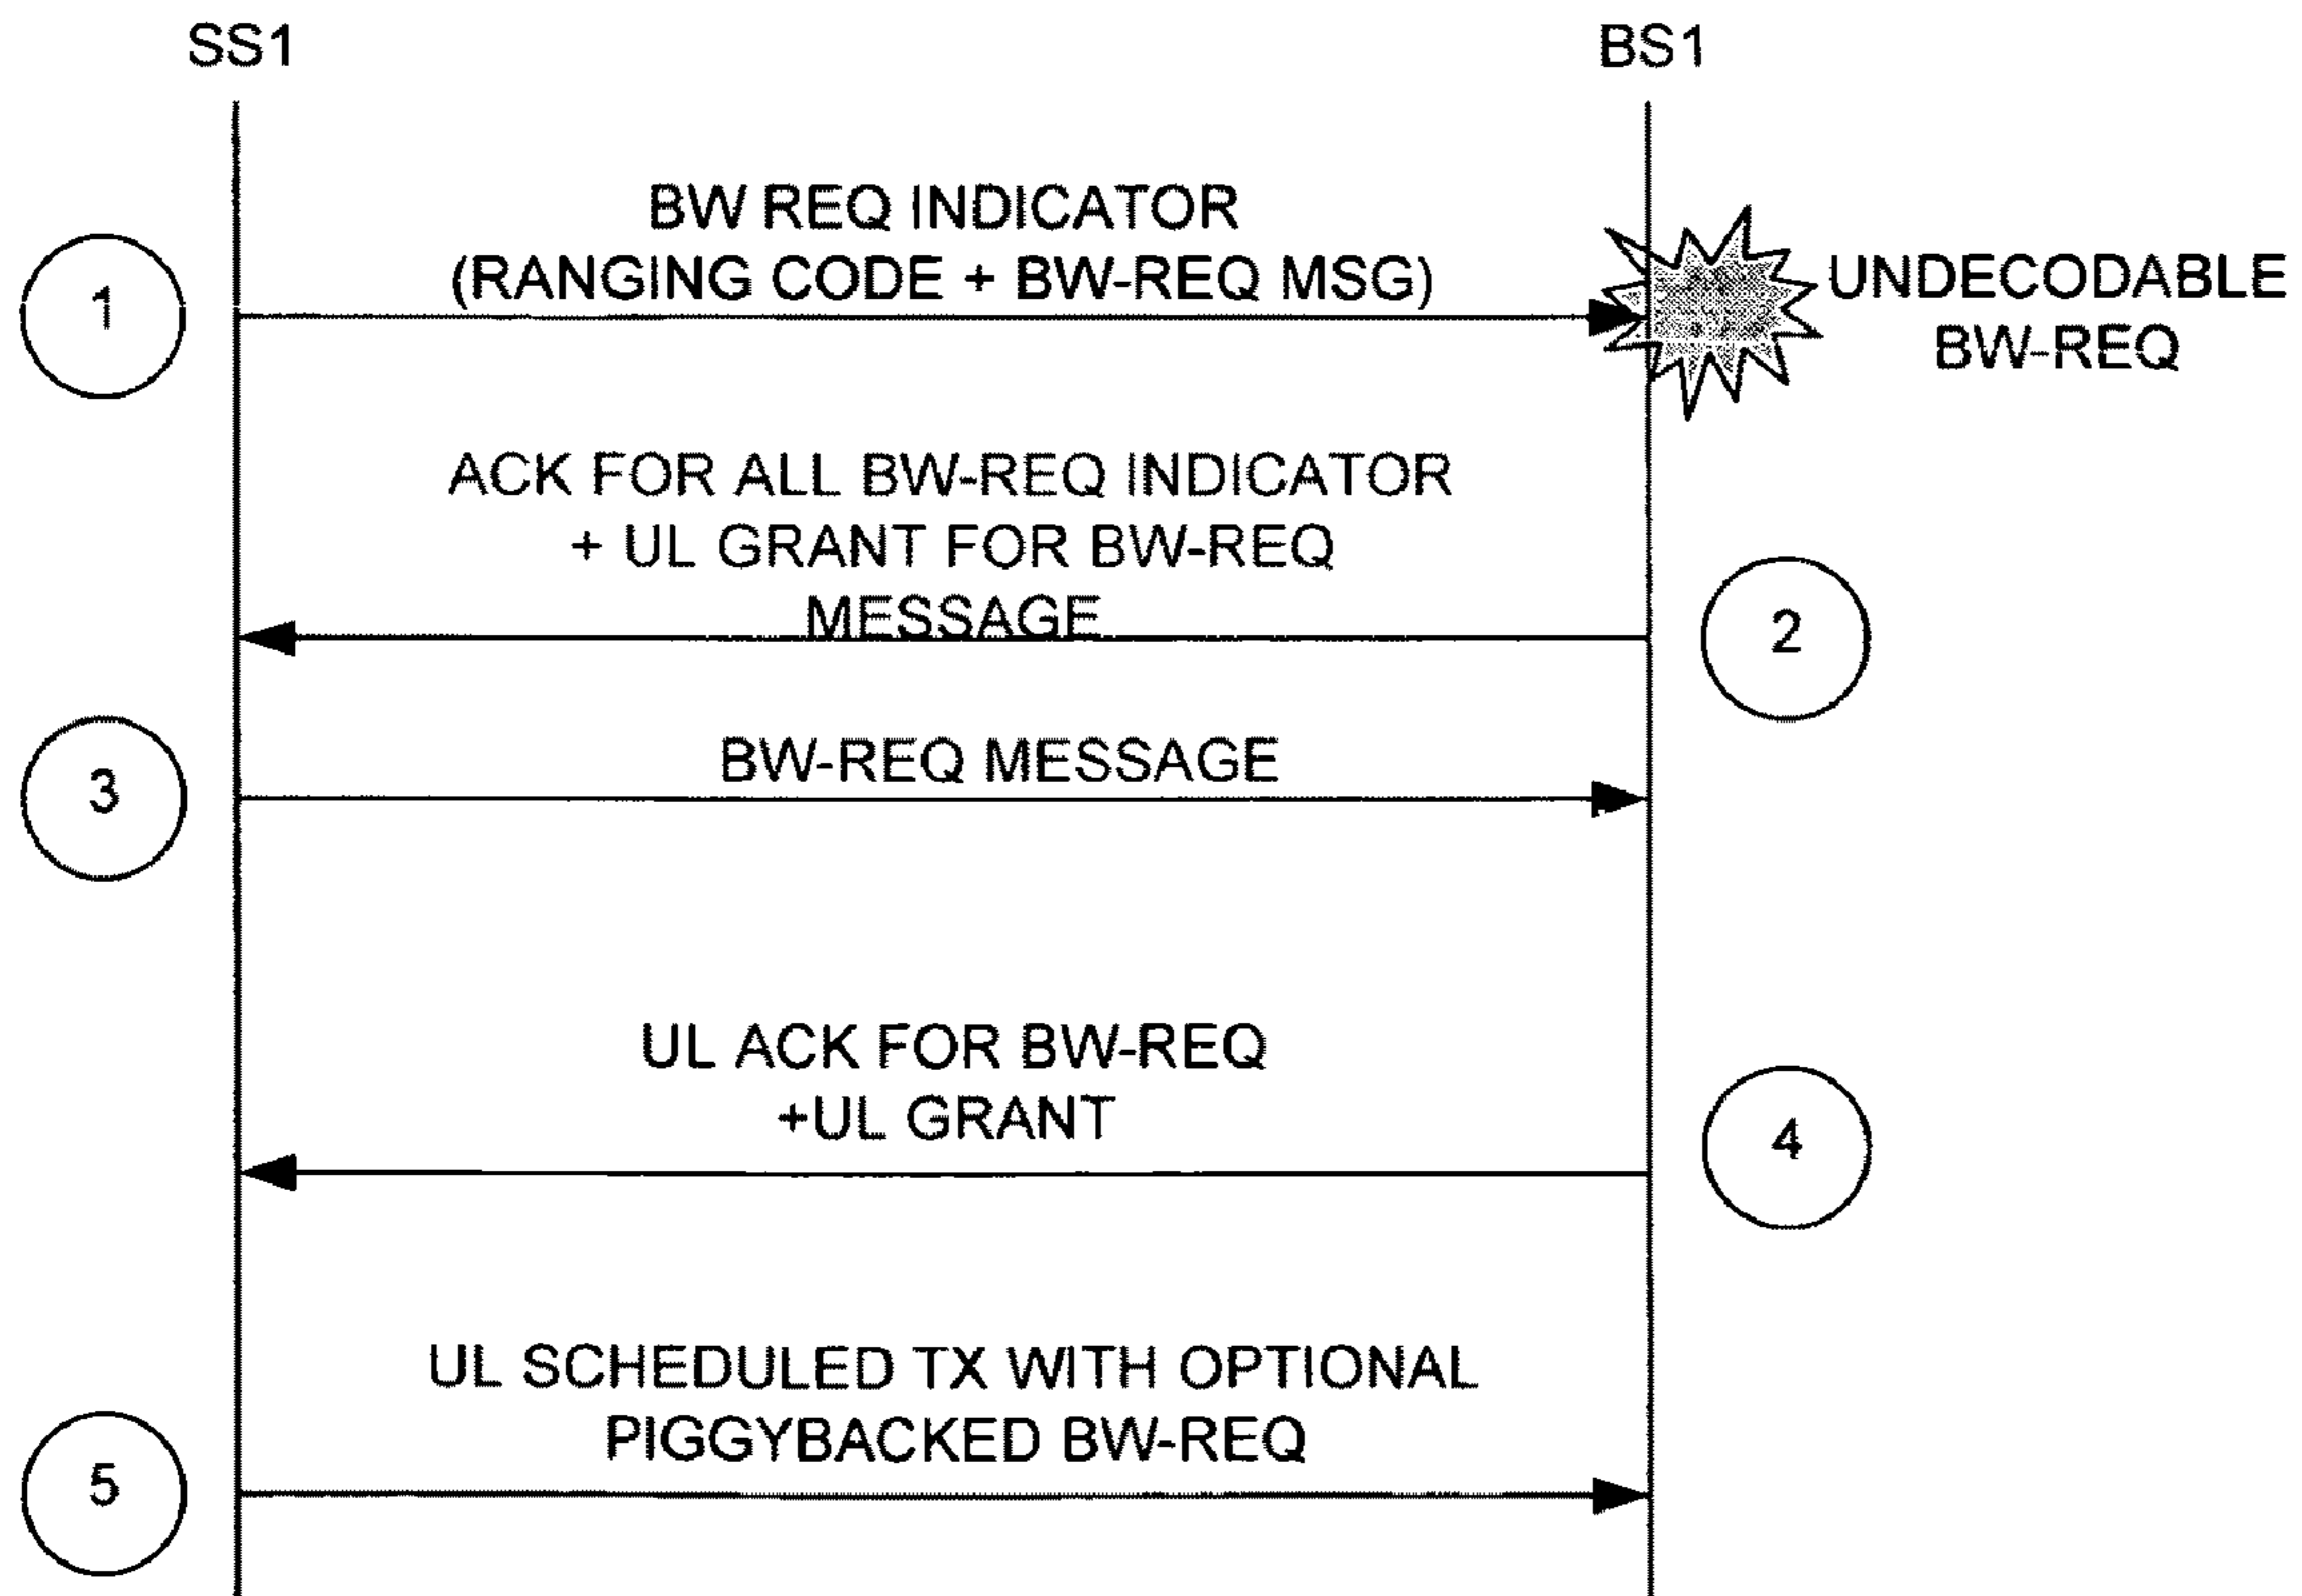 SS1
BS1
BW REQ INDICATOR
(RANGING CODE + BW-REQ MSG)
1
UNDECODABLE
BW-REQ
ACK FOR ALL BW-REQ INDICATOR
+ UL GRANT FOR BW-REQ
MESSAGE
2
BW-REQ MESSAGE
3
UL ACK FOR BW-REQ
+UL GRANT
4
UL SCHEDULED TX WITH OPTIONAL
PIGGYBACKED BW-REQ
5